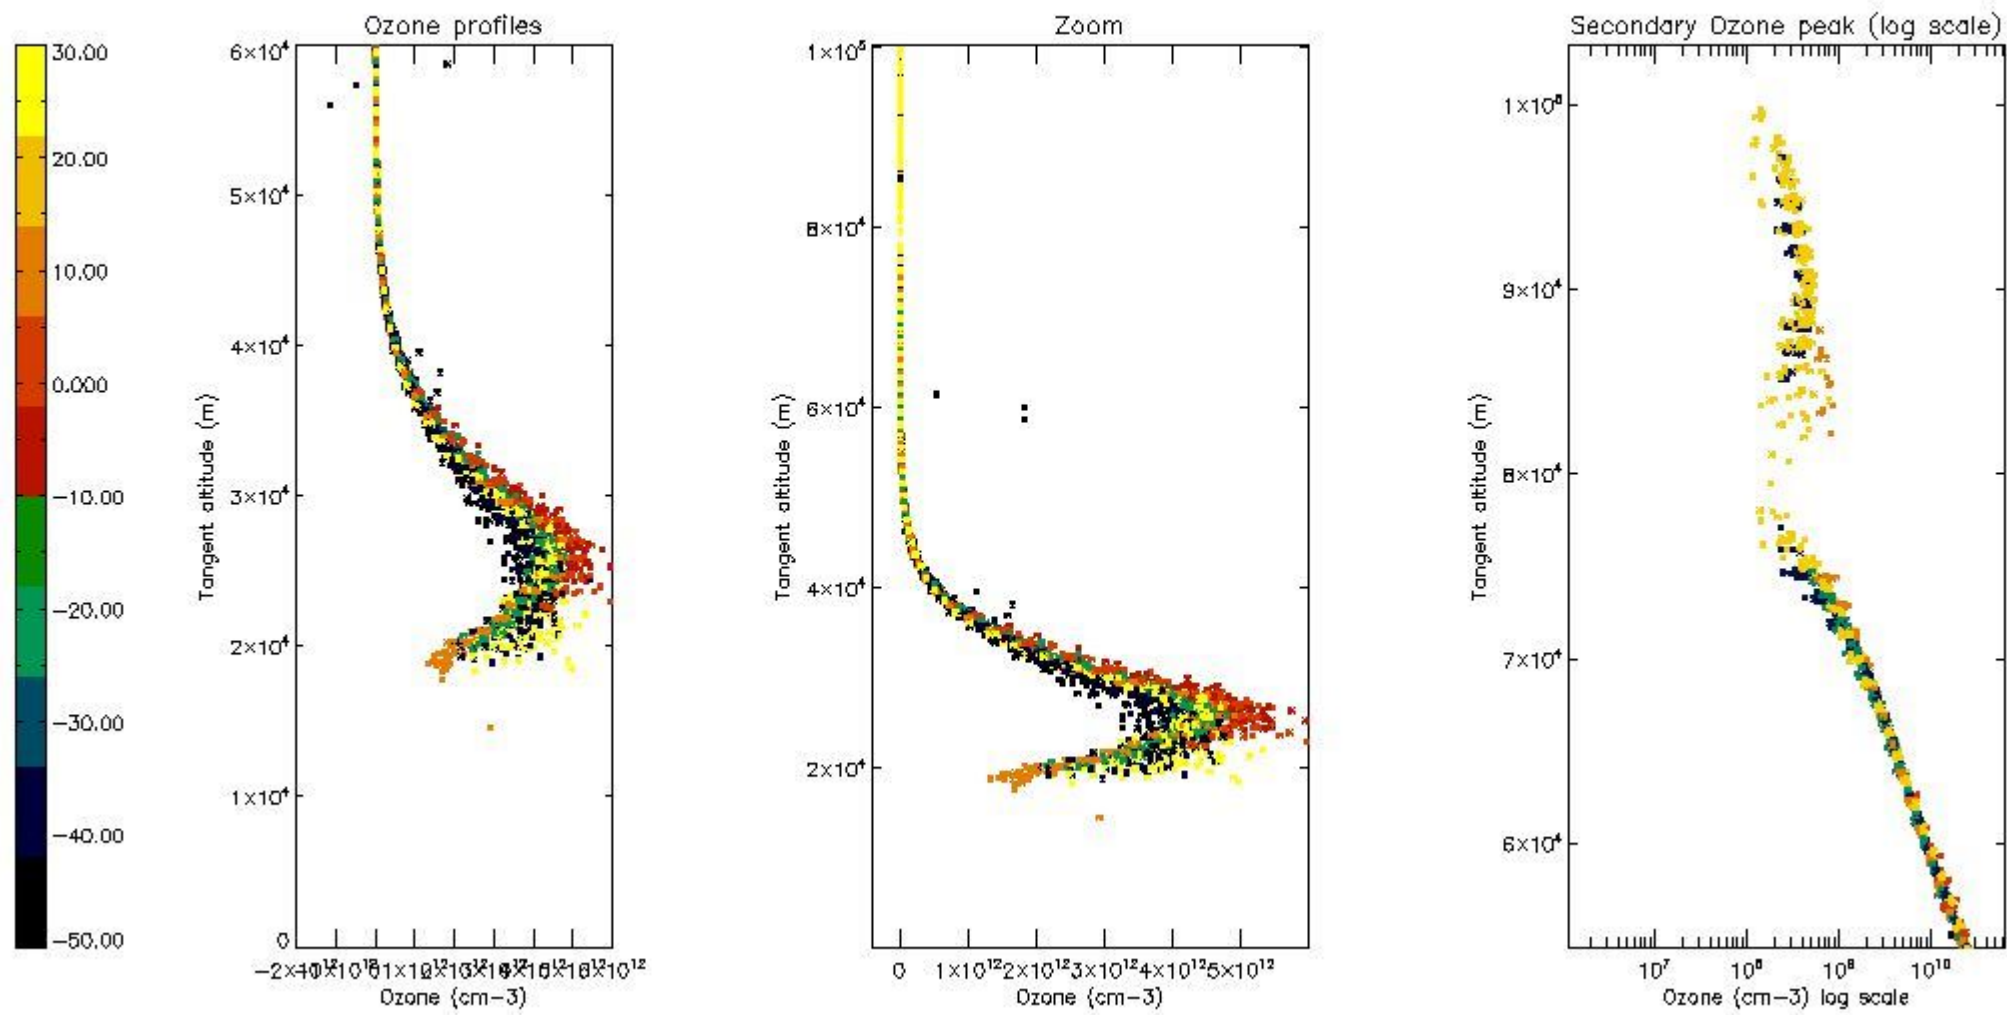 Ozone profiles
Zoom
Secondary Ozone peak (log scale)
30.00
20.00
10.00
0.000
−10.00
−20.00
−30.00
−40.00
−50.00
6×10⁴
5×10⁴
4×10⁴
3×10⁴
2×10⁴
1×10⁴
0
Tangent altitude (m)
Ozone (cm−3)
1×10⁵
8×10⁴
6×10⁴
4×10⁴
2×10⁴
Tangent altitude (m)
0 1×10¹² 2×10¹² 3×10¹² 4×10¹² 5×10¹²
Ozone (cm−3)
9×10⁴
8×10⁴
7×10⁴
6×10⁴
Tangent altitude (m)
10⁷ 10⁸ 10⁹ 10¹⁰
Ozone (cm−3) log scale